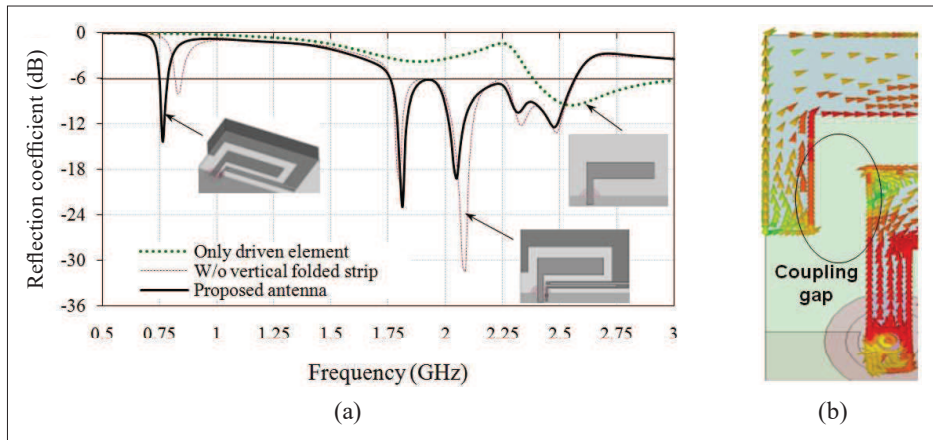 Reflection coefficient (dB)
0
-6
-12
-18
-24
-30
-36
Only driven element
W/o vertical folded strip
Proposed antenna
0.5 0.75 1 1.25 1.5 1.75 2 2.25 2.5 2.75 3
Frequency (GHz)
(a)
Coupling
gap
(b)